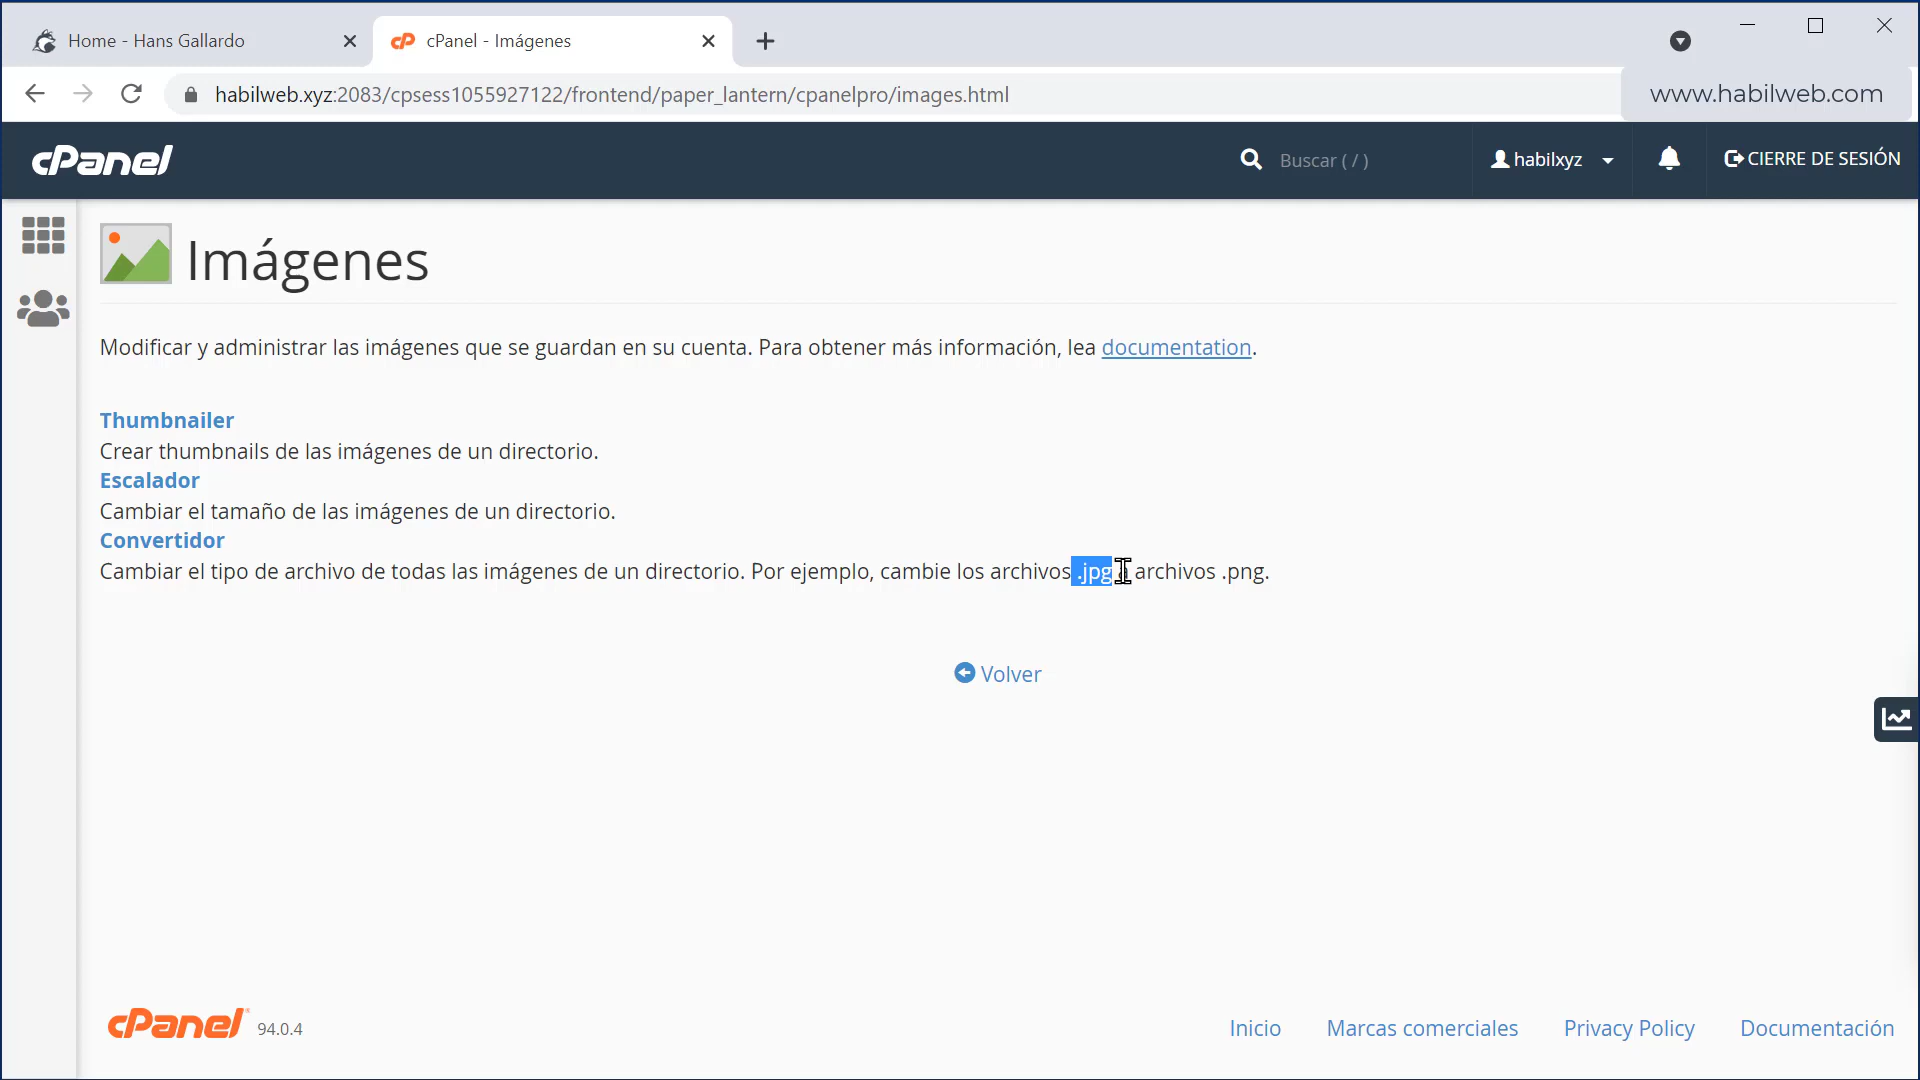 Home - Hans Gallardo
cP cPanel - Imágenes
habilweb.xyz:2083/cpsess1055927122/frontend/paper_lantern/cpanelpro/images.html
www.habilweb.com
cPanel
Buscar ( / )
habilxyz
CIERRE DE SESIÓN
Imágenes
Modificar y administrar las imágenes que se guardan en su cuenta. Para obtener más información, lea documentation.
Thumbnailer
Crear thumbnails de las imágenes de un directorio.
Escalador
Cambiar el tamaño de las imágenes de un directorio.
Convertidor
Cambiar el tipo de archivo de todas las imágenes de un directorio. Por ejemplo, cambie los archivos .jpg a archivos .png.
Volver
cPanel® 94.0.4
Inicio Marcas comerciales Privacy Policy Documentación